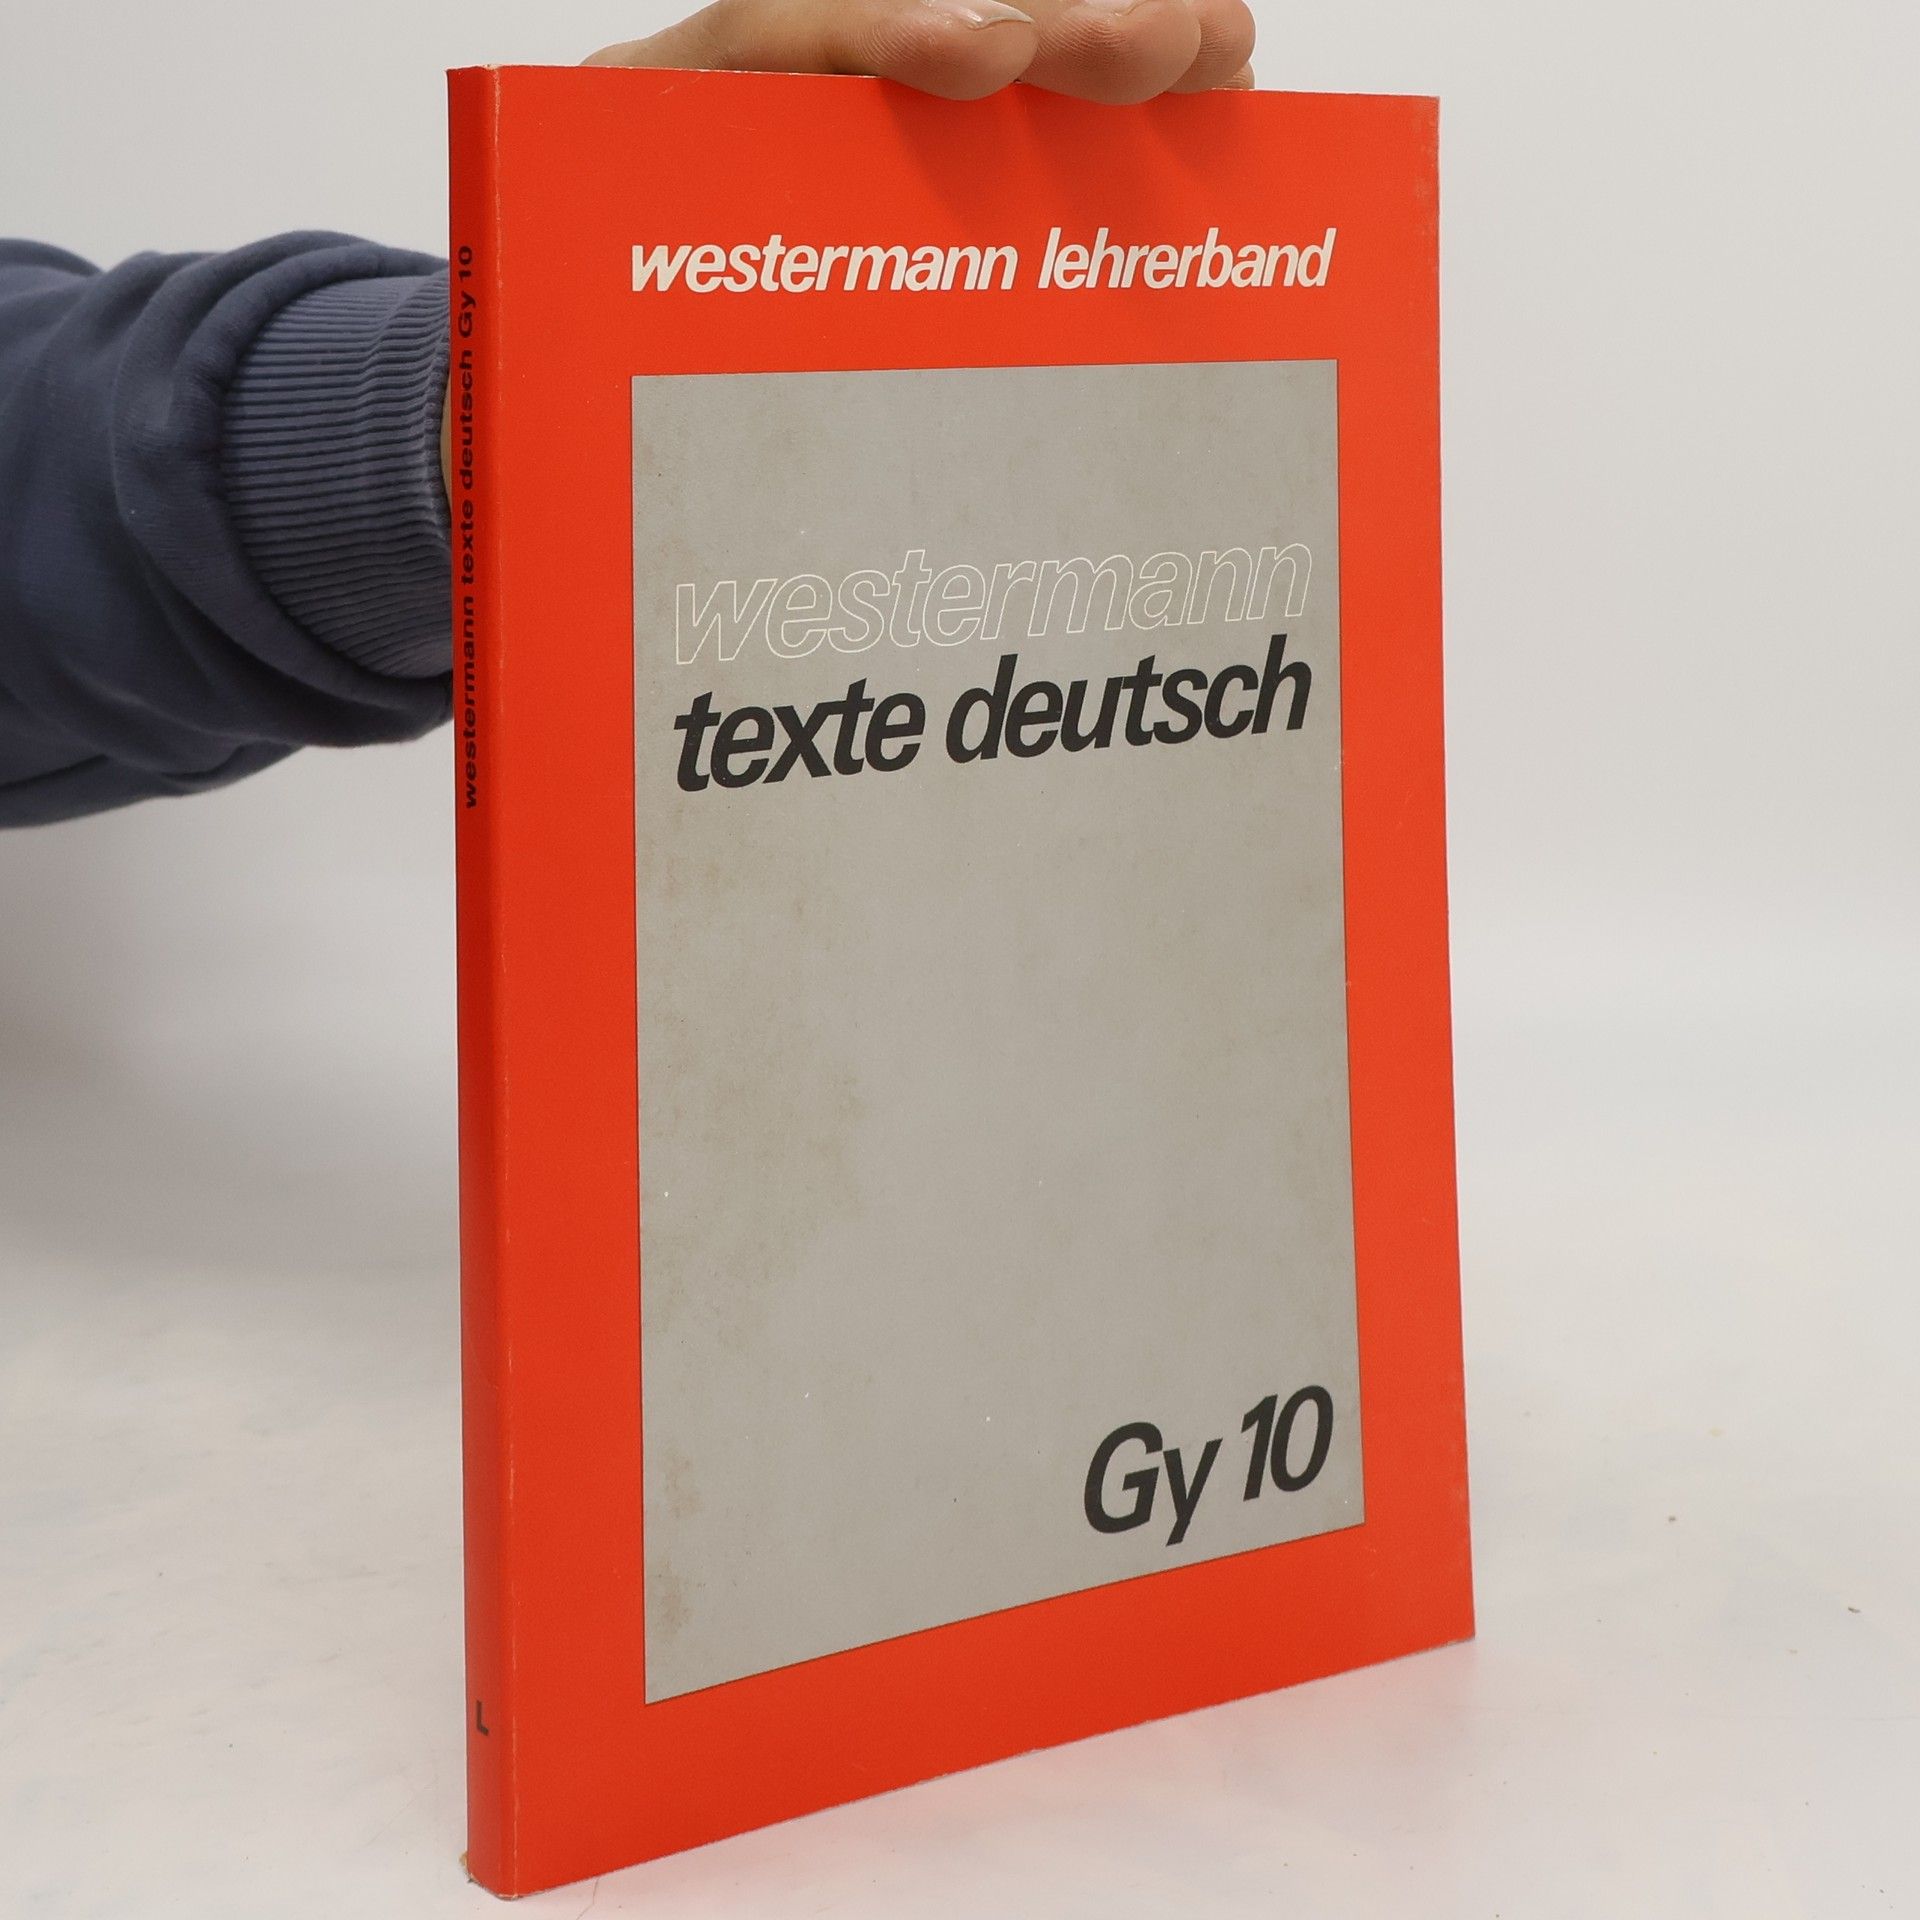 westermann lehrerband
westermann
texte deutsch
Gy 10
westermann texte deutsch Gy 10
L